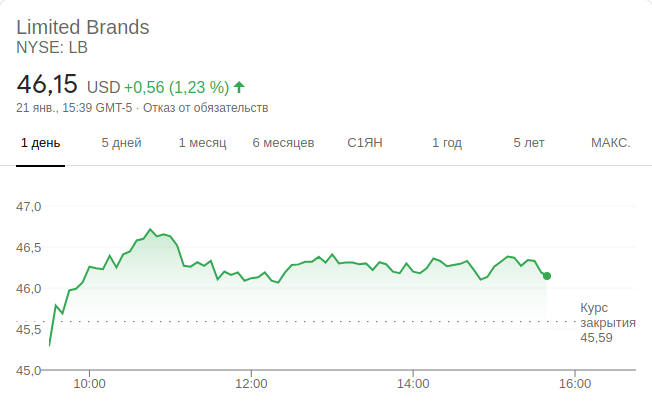 Limited Brands
NYSE: LB
46,15 USD +0,56 (1,23 %)
21 янв., 15:39 GMT-5 · Отказ от обязательств
1 день 5 дней 1 месяц 6 месяцев С1ЯН 1 год 5 лет МАКС.
47,0
46,5
46,0
45,5
45,0
Курс
закрытия
45,59
10:00 12:00 14:00 16:00